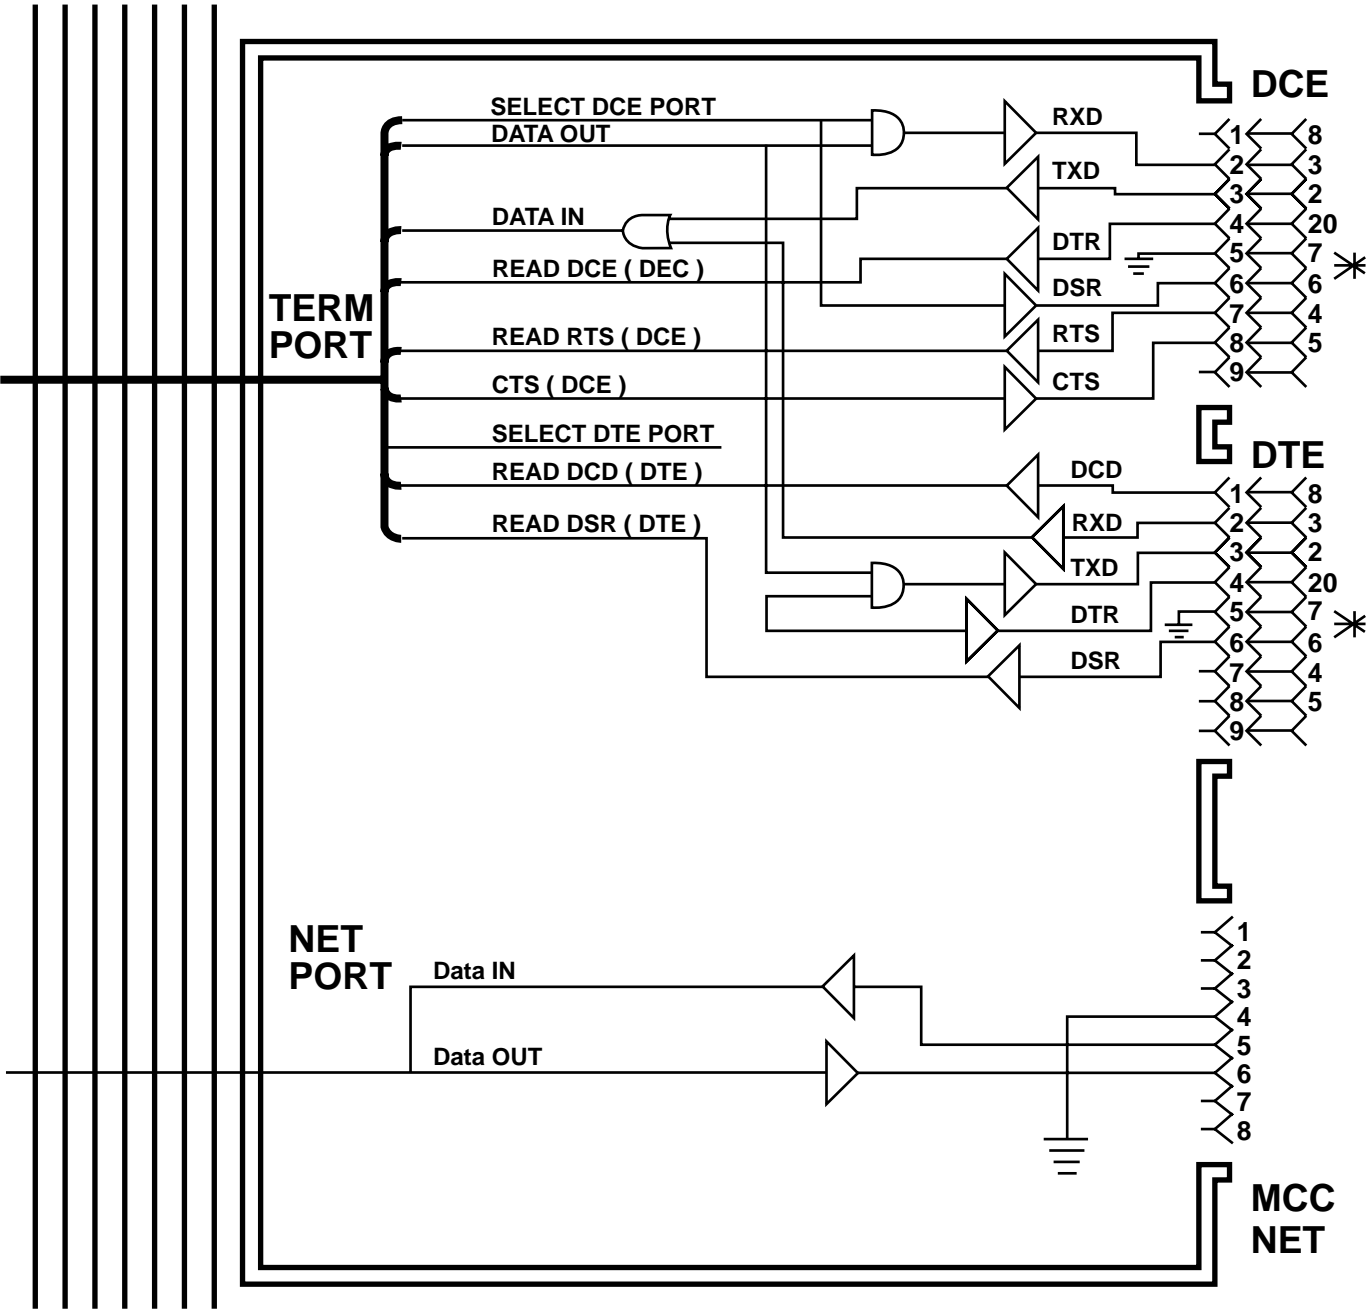 DCE
SELECT DCE PORT
DATA OUT
RXD
1 8
2 3
TXD
3 2
DATA IN
4 20
DTR
READ DCE ( DEC )
5 7
DSR
6 6
TERM
PORT
READ RTS ( DCE )
RTS
7 4
8 5
CTS ( DCE )
CTS
9
SELECT DTE PORT
DTE
READ DCD ( DTE )
DCD
1 8
READ DSR ( DTE )
RXD
2 3
3 2
TXD
4 20
DTR
5 7
6 6
DSR
7 4
8 5
9
NET
PORT
1
2
Data IN
3
4
5
Data OUT
6
7
8
MCC
NET